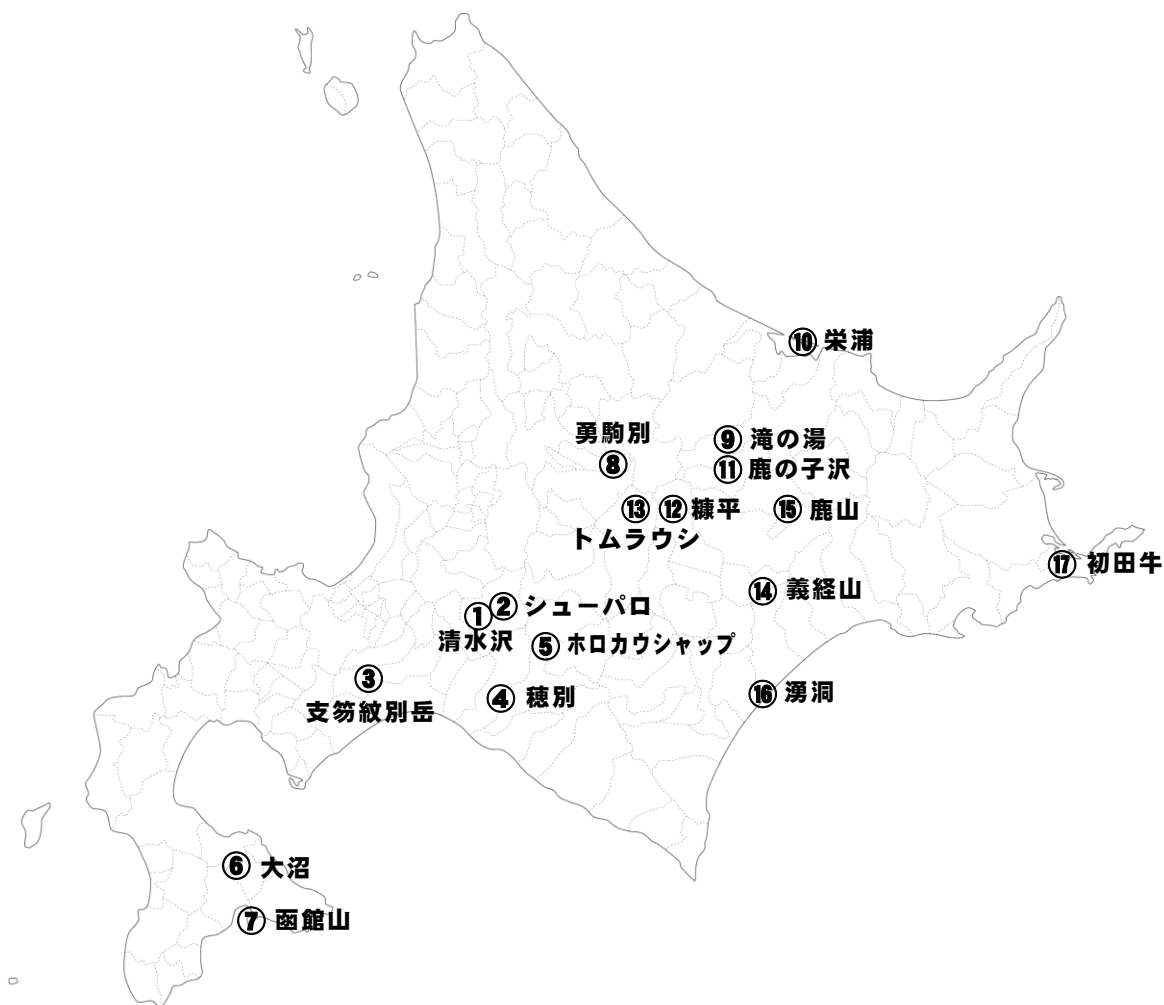 ⑩ 栄浦
勇駒別
⑧
⑨ 滝の湯
⑪ 鹿の子沢
⑬
トムラウシ
⑫ 糠平
⑮ 鹿山
⑰ 初田牛
⑭ 義経山
② シューパロ
①
清水沢
⑤ ホロカウシャップ
③
支笏紋別岳
④ 穂別
⑯ 湧洞
⑥ 大沼
⑦ 函館山